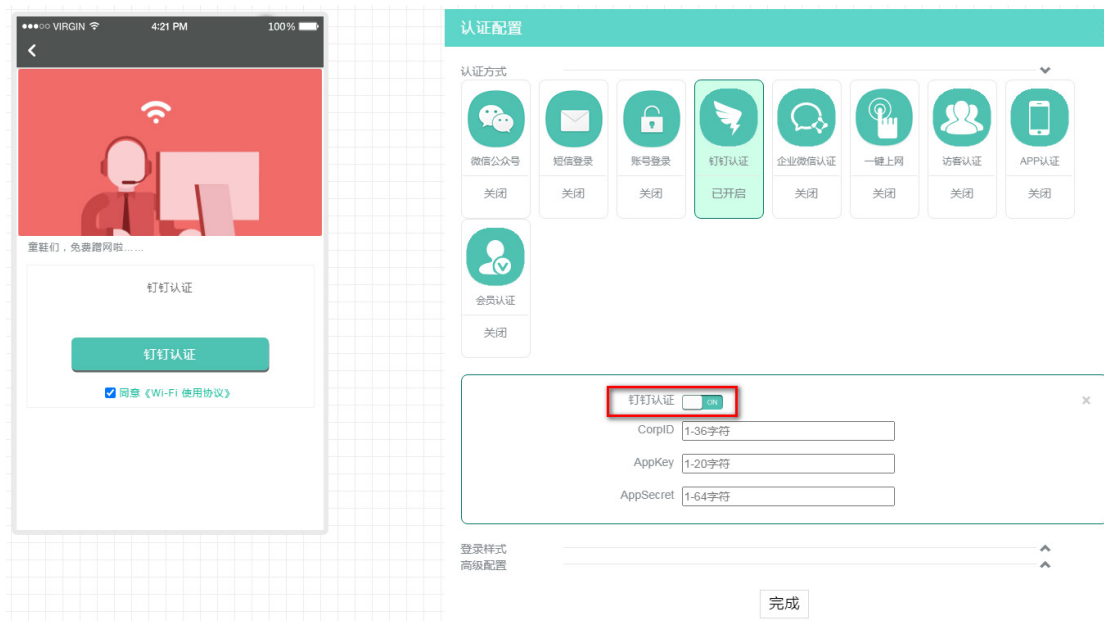 VIRGIN 4:21 PM 100%
童鞋们，免费蹭网啦……
钉钉认证
钉钉认证
同意《Wi-Fi 使用协议》
认证配置
认证方式
微信公众号 短信登录 账号登录 钉钉认证 企业微信认证 一键上网 访客认证 APP认证
关闭 关闭 关闭 已开启 关闭 关闭 关闭 关闭
会员认证
关闭
钉钉认证 ON
CorpID 1-36字符
AppKey 1-20字符
AppSecret 1-64字符
登录样式
高级配置
完成